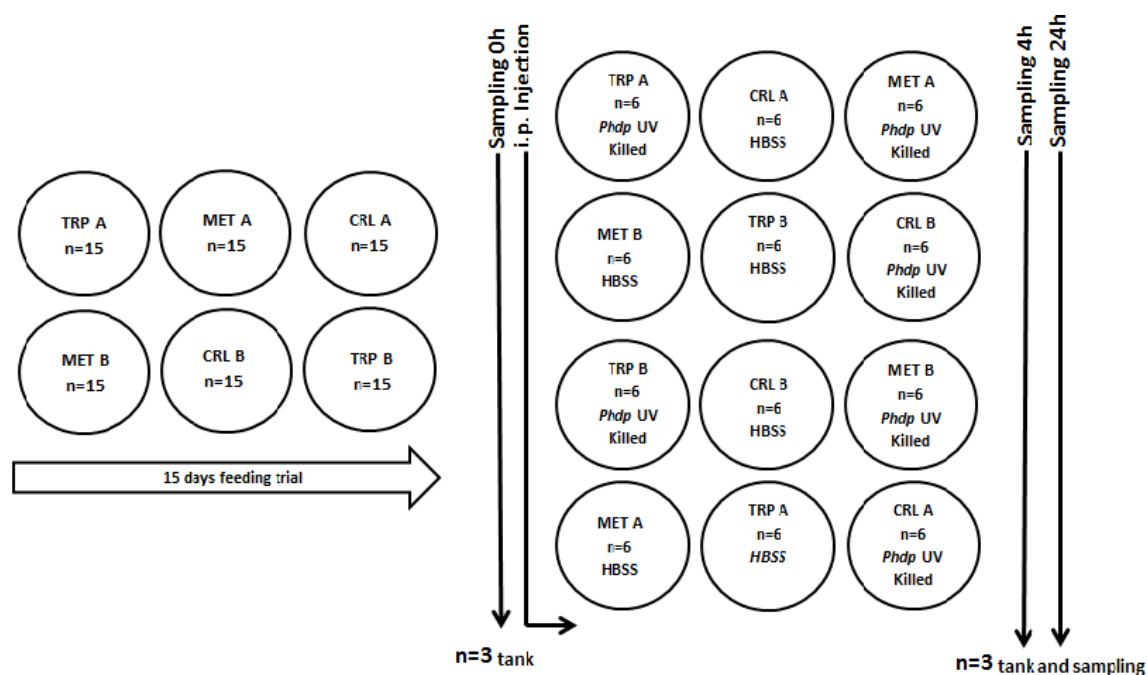 TRP A
n=15
MET A
n=15
CRL A
n=15
MET B
n=15
CRL B
n=15
TRP B
n=15
15 days feeding trial
Sampling 0h
i.p. Injection
n=3 tank
TRP A
n=6
Phdp UV
Killed
CRL A
n=6
HBSS
MET A
n=6
Phdp UV
Killed
MET B
n=6
HBSS
TRP B
n=6
HBSS
CRL B
n=6
Phdp UV
Killed
TRP B
n=6
Phdp UV
Killed
CRL B
n=6
HBSS
MET B
n=6
Phdp UV
Killed
MET A
n=6
HBSS
TRP A
n=6
HBSS
CRL A
n=6
Phdp UV
Killed
Sampling 4h
Sampling 24h
n=3 tank and sampling